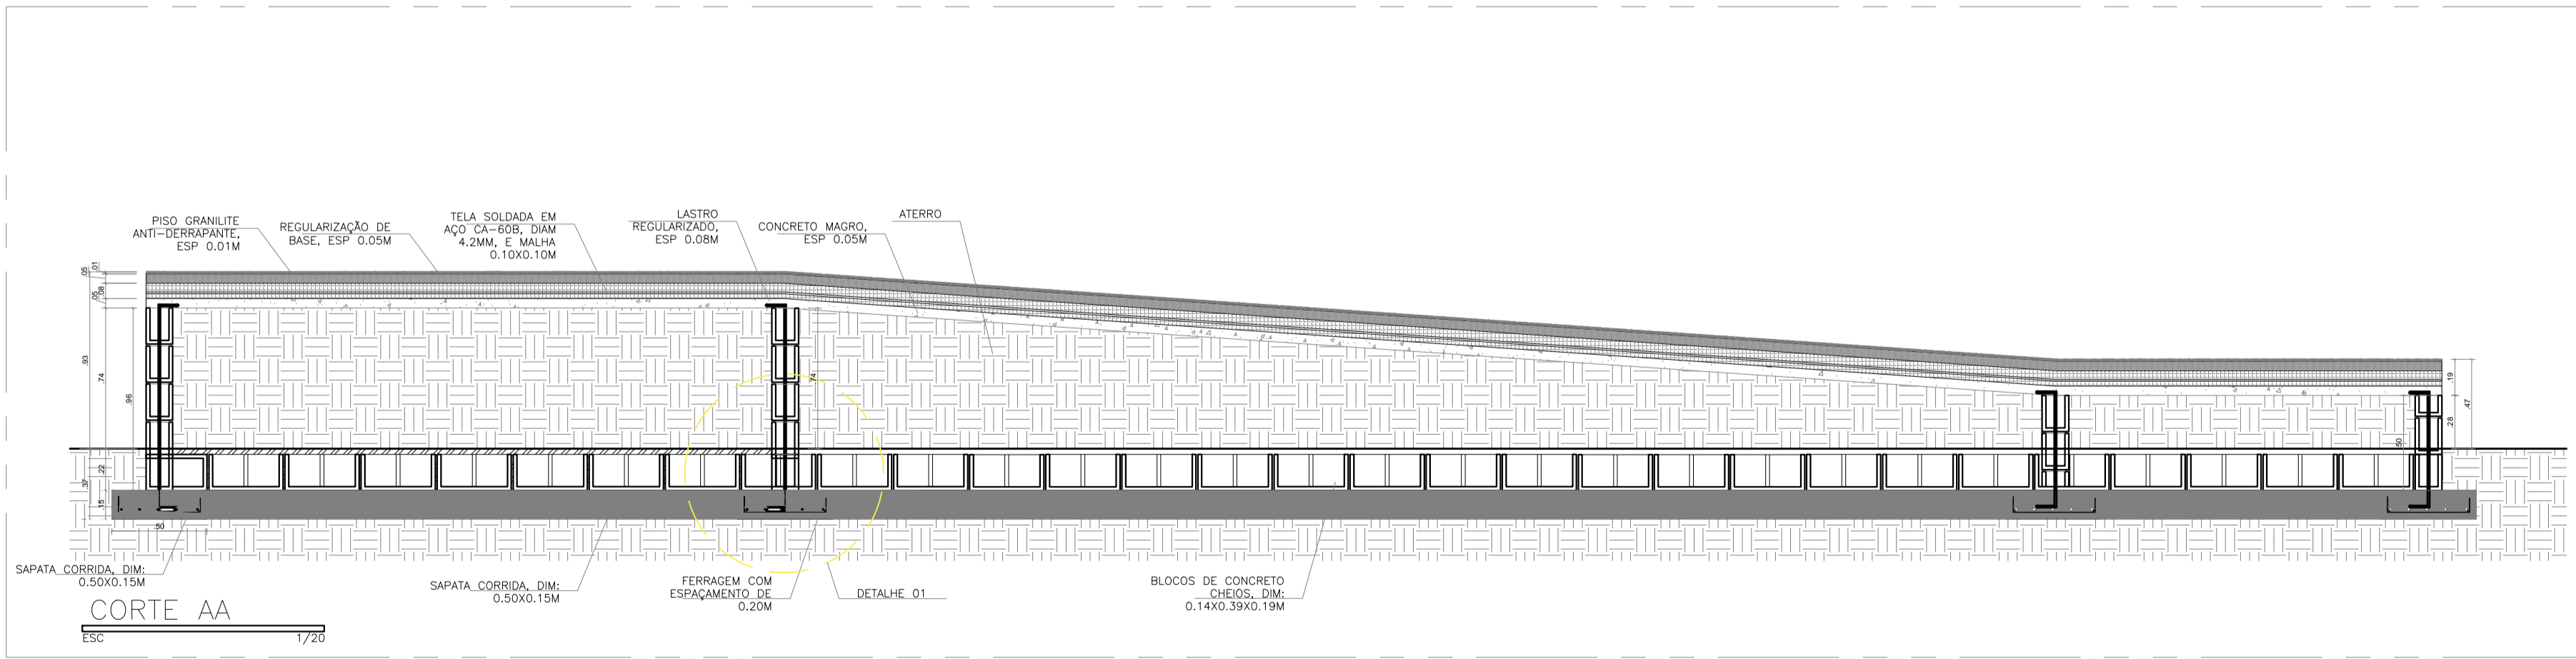 PISO GRANILITE
ANTI-DERRAPANTE,
ESP 0.01M
REGULARIZAÇÃO DE
BASE, ESP 0.05M
TELA SOLDADA EM
AÇO CA-60B, DIAM
4.2MM, E MALHA
0.10X0.10M
LASTRO
REGULARIZADO,
ESP 0.08M
CONCRETO MAGRO,
ESP 0.05M
ATERRO
.05
.01
.05
.08
.93
.74
.96
.74
.22
.37
.15
.50
.19
.47
.28
.50
SAPATA CORRIDA, DIM:
0.50X0.15M
SAPATA CORRIDA, DIM:
0.50X0.15M
FERRAGEM COM
ESPAÇAMENTO DE
0.20M
DETALHE 01
BLOCOS DE CONCRETO
CHEIOS, DIM:
0.14X0.39X0.19M
CORTE AA
ESC 1/20